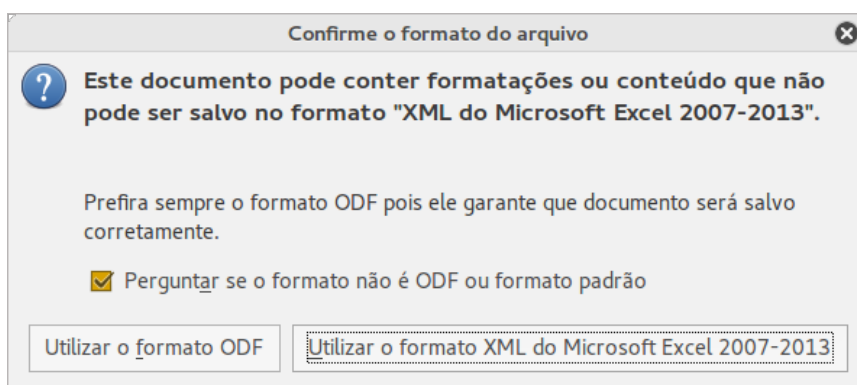 Confirme o formato do arquivo
Este documento pode conter formatações ou conteúdo que não
pode ser salvo no formato "XML do Microsoft Excel 2007-2013".
Prefira sempre o formato ODF pois ele garante que documento será salvo
corretamente.
Perguntar se o formato não é ODF ou formato padrão
Utilizar o formato ODF
Utilizar o formato XML do Microsoft Excel 2007-2013